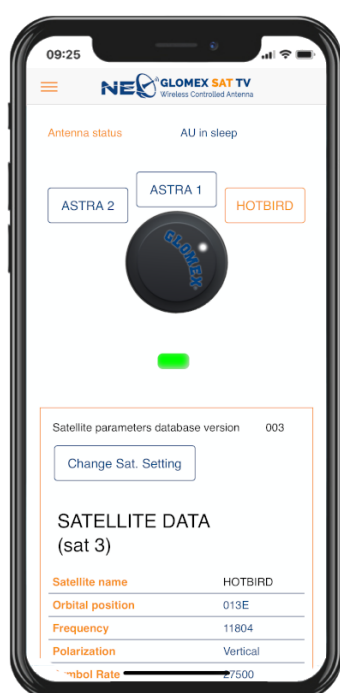 09:25
NEO GLOMEX SAT TV
Wireless Controlled Antenna
Antenna status AU in sleep
ASTRA 2 ASTRA 1 HOTBIRD
GLOMEX
Satellite parameters database version 003
Change Sat. Setting
SATELLITE DATA
(sat 3)
Satellite name HOTBIRD
Orbital position 013E
Frequency 11804
Polarization Vertical
Symbol Rate 27500